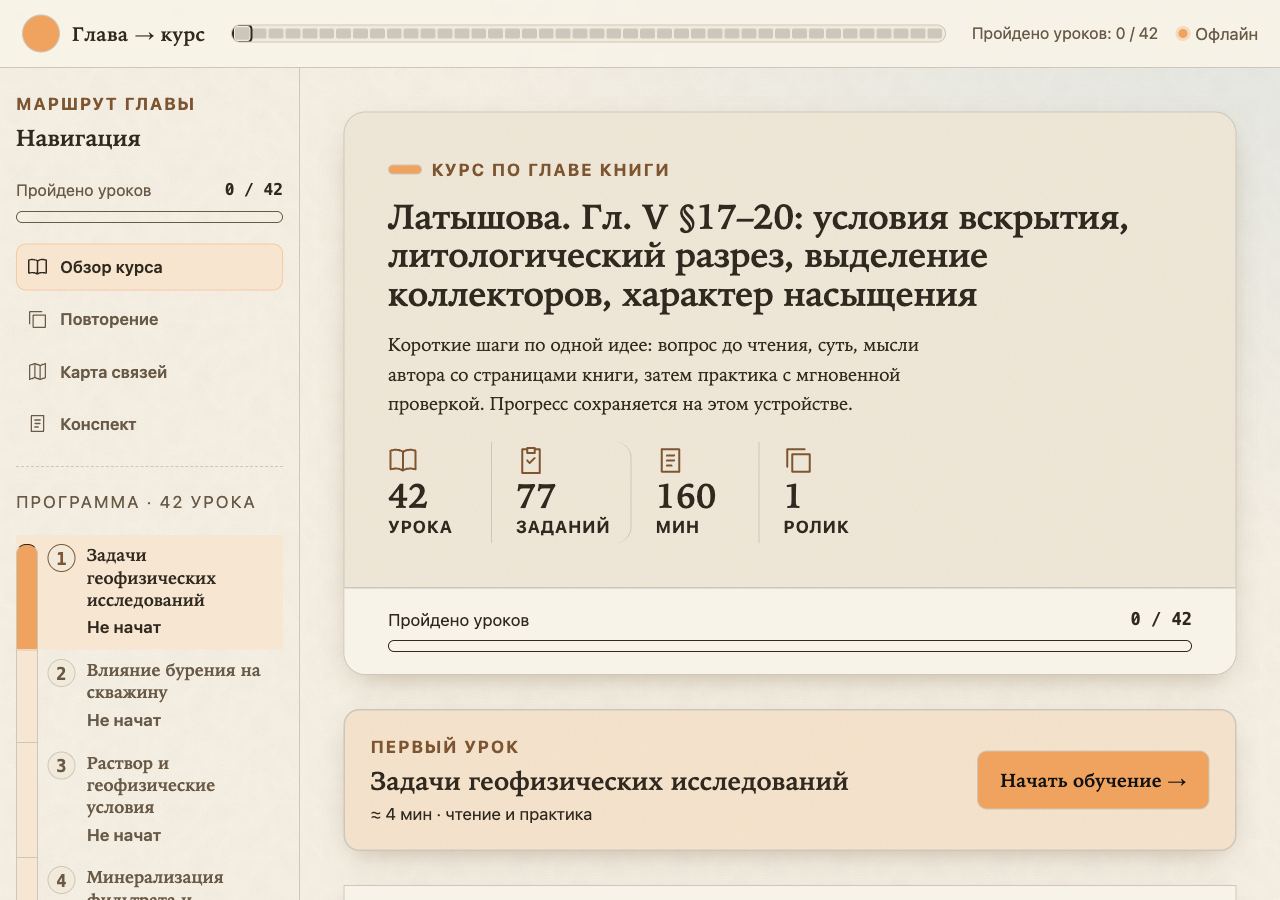 Глава → курс
Пройдено уроков: 0 / 42
Офлайн
МАРШРУТ ГЛАВЫ
Навигация
Пройдено уроков 0 / 42
Обзор курса
Повторение
Карта связей
Конспект
ПРОГРАММА · 42 УРОКА
1
Задачи
геофизических
исследований
Не начат
2
Влияние бурения на
скважину
Не начат
3
Раствор и
геофизические
условия
Не начат
4
Минерализация
фильтрата и
КУРС ПО ГЛАВЕ КНИГИ
Латышова. Гл. V §17–20: условия вскрытия,
литологический разрез, выделение
коллекторов, характер насыщения
Короткие шаги по одной идее: вопрос до чтения, суть, мысли
автора со страницами книги, затем практика с мгновенной
проверкой. Прогресс сохраняется на этом устройстве.
42
УРОКА
77
ЗАДАНИЙ
160
МИН
1
РОЛИК
Пройдено уроков 0 / 42
ПЕРВЫЙ УРОК
Задачи геофизических исследований
≈ 4 мин · чтение и практика
Начать обучение →